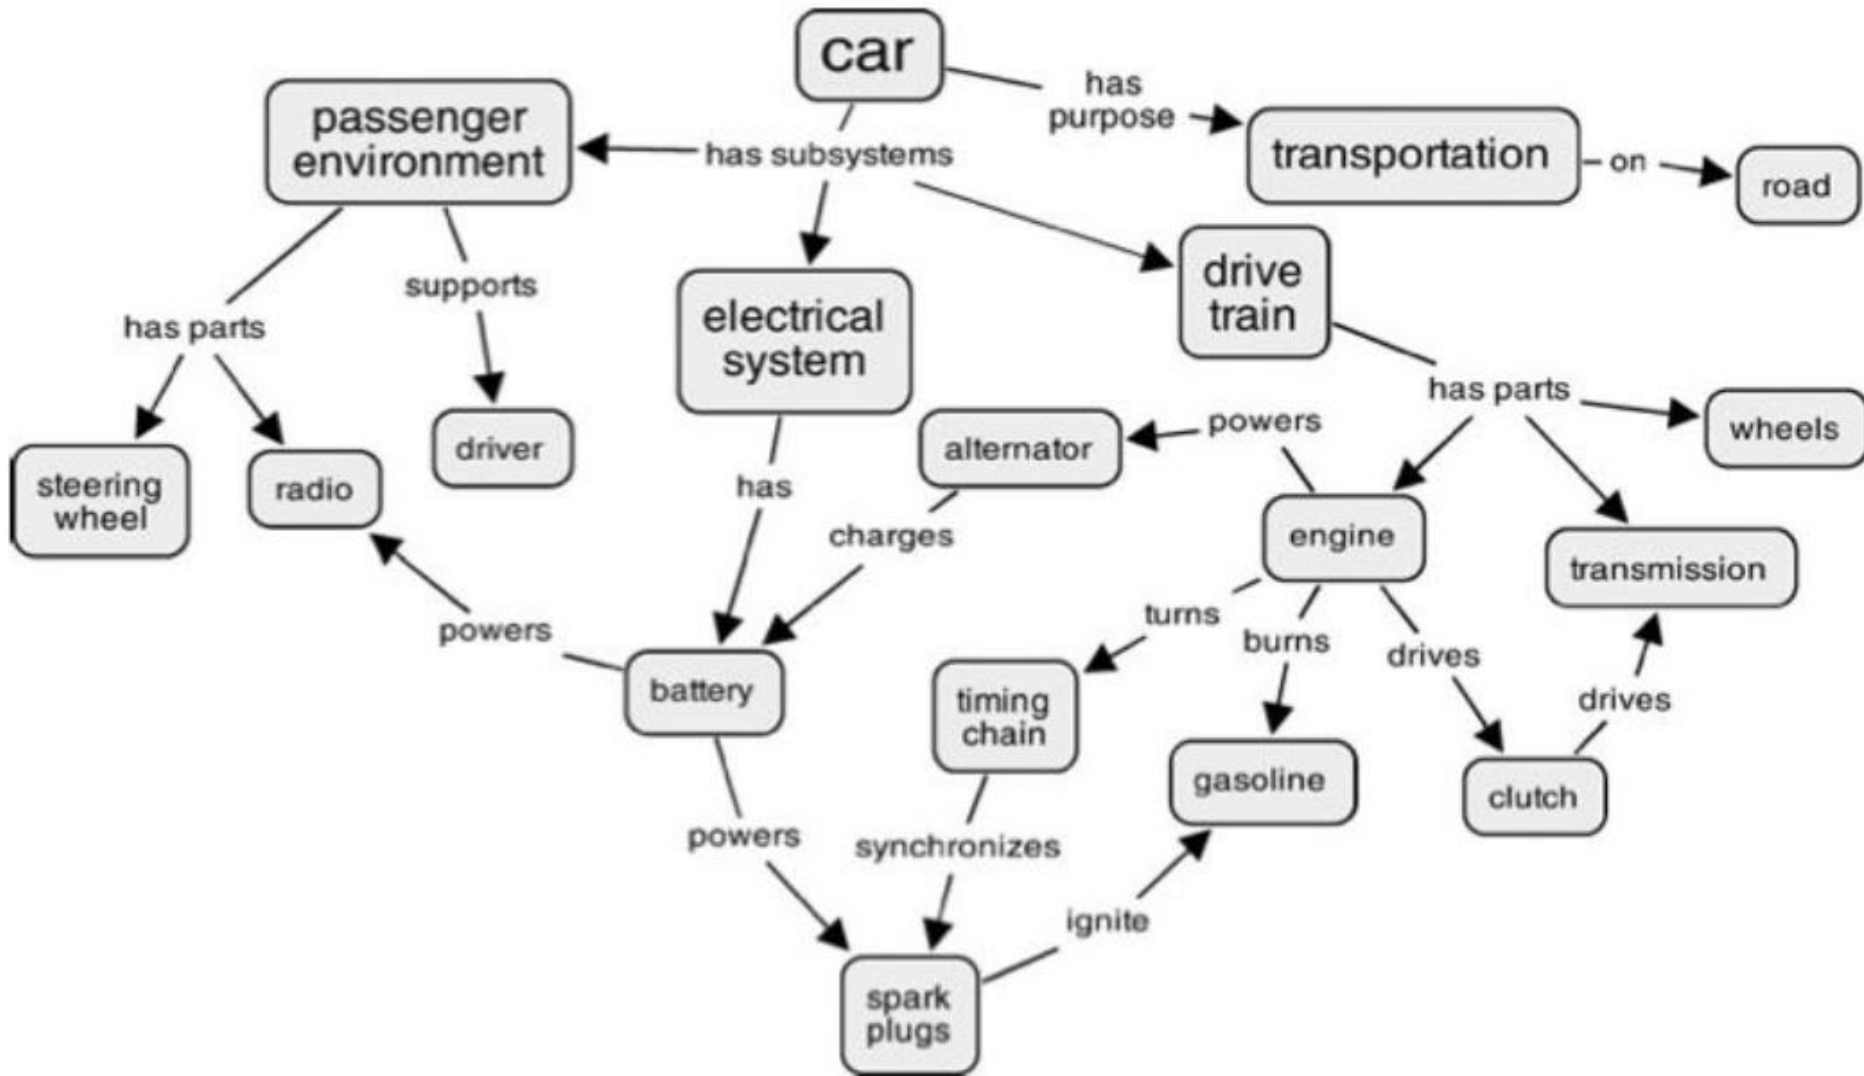 car
has
purpose
passenger
environment
has subsystems
transportation
on
road
drive
train
supports
has parts
electrical
system
has parts
powers
wheels
alternator
driver
steering
wheel
radio
has
charges
engine
transmission
turns
powers
burns
drives
battery
timing
chain
drives
gasoline
clutch
powers
synchronizes
ignite
spark
plugs